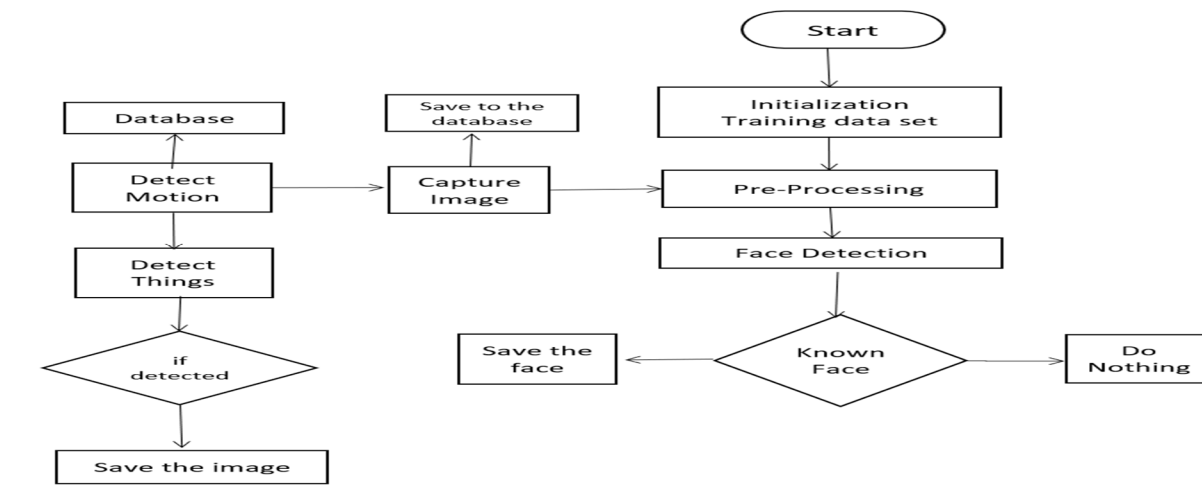 Start
Initialization
Training data set
Database
Save to the
database
Detect
Motion
Capture
Image
Pre-Processing
Face Detection
Detect
Things
if
detected
Save the
face
Known
Face
Do
Nothing
Save the image